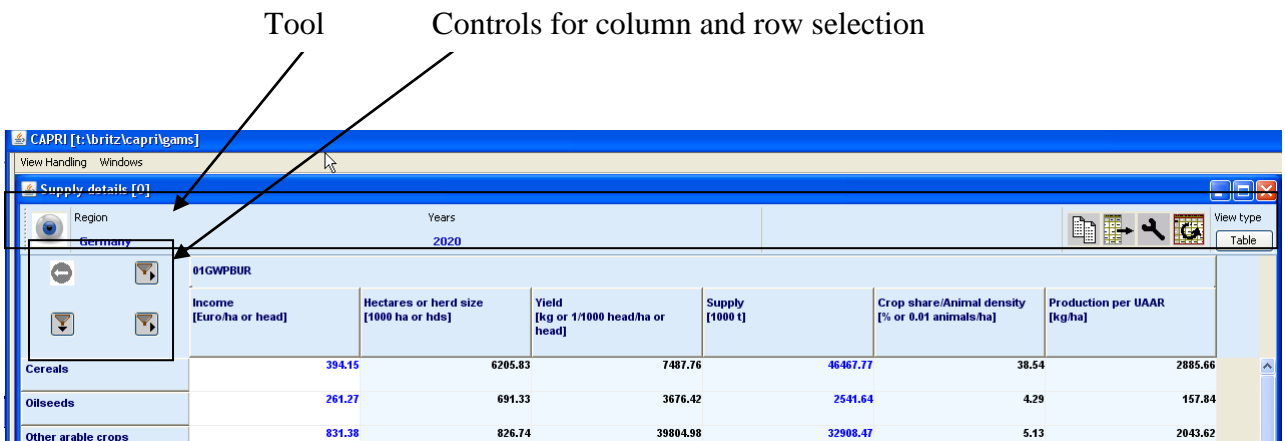 Tool Controls for column and row selection
CAPRI [t:\britz\capri\gams]
View Handling Windows
Supply details [0]
Region Years View type
Germany 2020 Table
01GWPBUR
Income Hectares or herd size Yield Supply Crop share/Animal density Production per UAAR
[Euro/ha or head] [1000 ha or hds] [kg or 1/1000 head/ha or [1000 t] [% or 0.01 animals/ha] [kg/ha]
head]
Cereals 394.15 6205.83 7487.76 46467.77 38.54 2885.66
Oilseeds 261.27 691.33 3676.42 2541.64 4.29 157.84
Other arable crops 831.38 826.74 39804.98 32908.47 5.13 2043.62